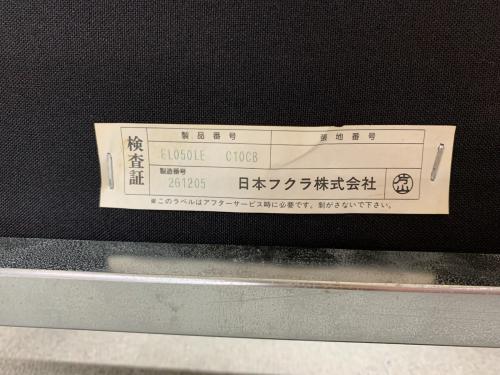 検査証
製品番号 張地番号
EL050LE C10CB
製造番号
261205 日本フクラ株式会社
※このラベルはアフターサービス時に必要です。剝がさないで下さい。